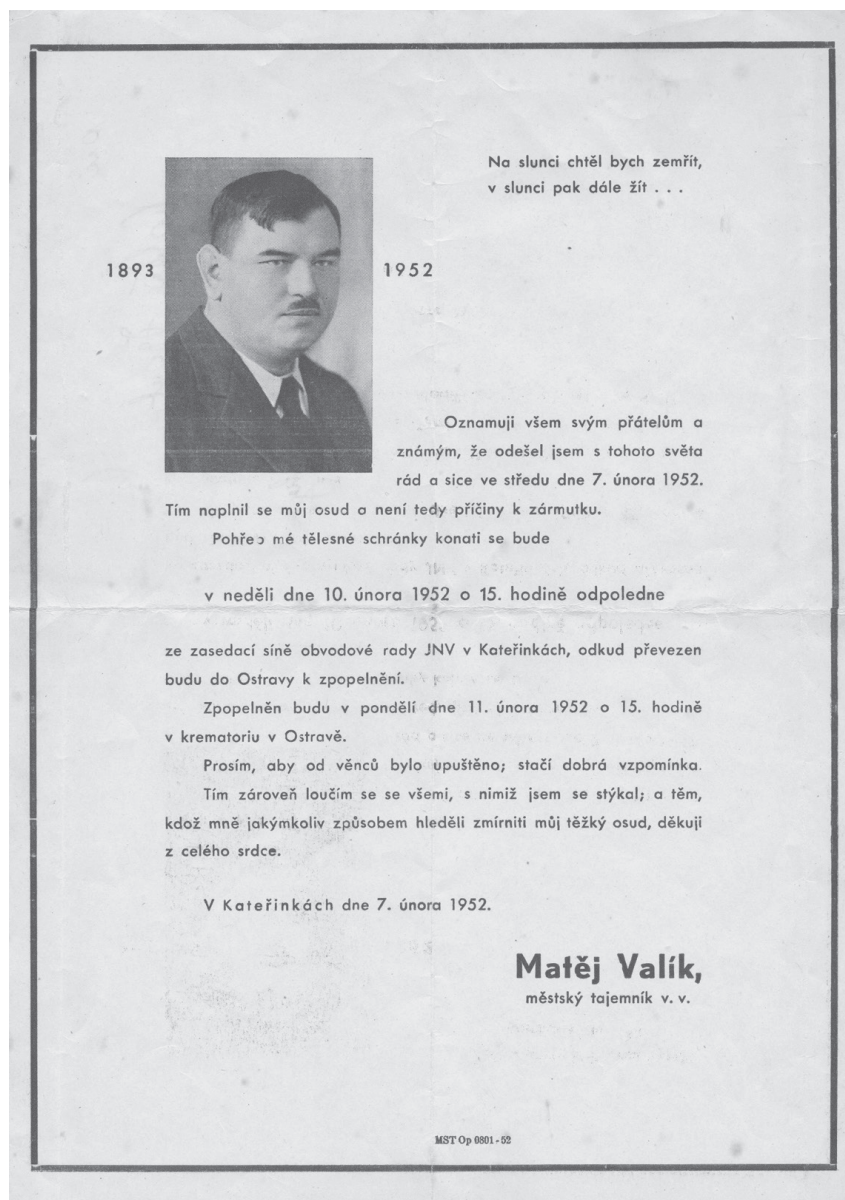 Na slunci chtěl bych zemřít,
v slunci pak dále žít . . .
1893
1952
Oznamuji všem svým přátelům a
známým, že odešel jsem s tohoto světa
rád a sice ve středu dne 7. února 1952.
Tím naplnil se můj osud a není tedy příčiny k zármutku.
Pohřeb mé tělesné schránky konati se bude
v neděli dne 10. února 1952 o 15. hodině odpoledne
ze zasedací síně obvodové rady JNV v Kateřinkách, odkud převezen
budu do Ostravy k zpopelnění.
Zpopelněn budu v pondělí dne 11. února 1952 o 15. hodině
v krematoriu v Ostravě.
Prosím, aby od věnců bylo upuštěno; stačí dobrá vzpomínka.
Tím zároveň loučím se se všemi, s nimiž jsem se stýkal; a těm,
kdož mně jakýmkoliv způsobem hleděli zmírniti můj těžký osud, děkuji
z celého srdce.
V Kateřinkách dne 7. února 1952.
Matěj Valík,
městský tajemník v. v.
MST Op 0801 - 52